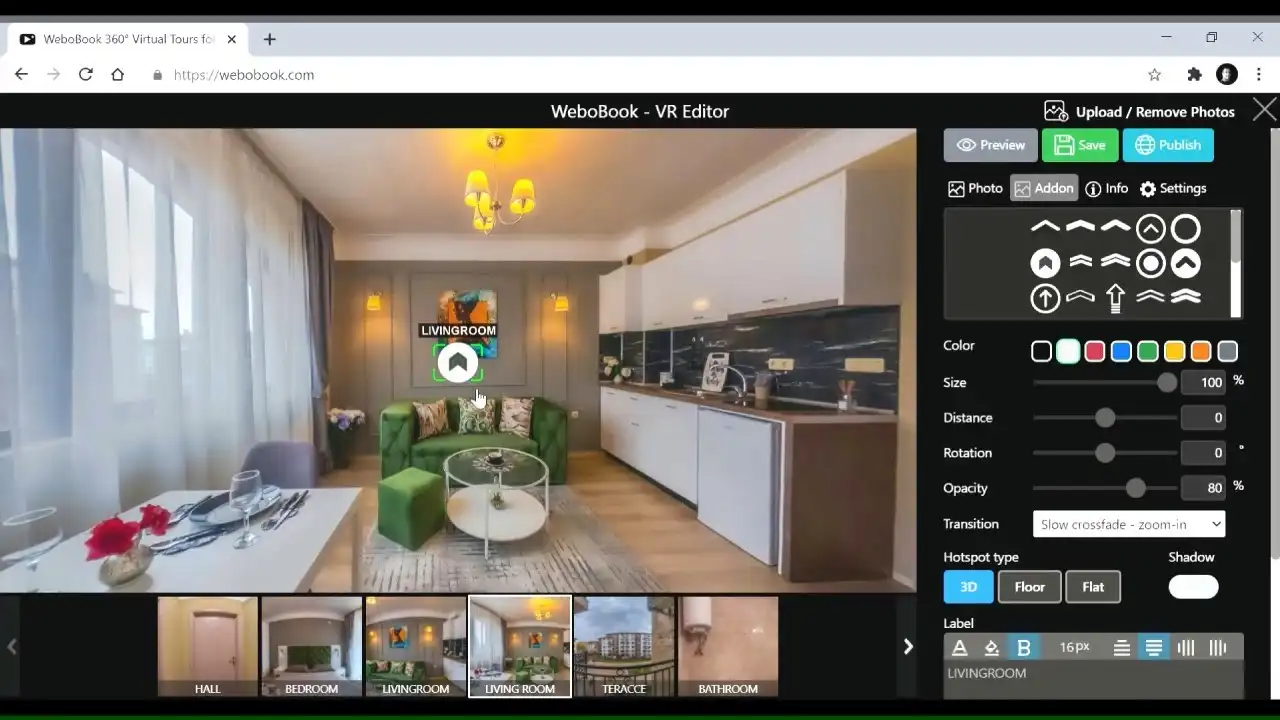 WeboBook 360° Virtual Tours fo
https://webobook.com
WeboBook - VR Editor
Upload / Remove Photos
Preview
Save
Publish
Photo
Addon
Info
Settings
LIVINGROOM
Color
Size
100
%
Distance
0
Rotation
0
°
Opacity
80
%
Transition
Slow crossfade - zoom-in
Hotspot type
Shadow
3D
Floor
Flat
Label
A
B
16px
LIVINGROOM
HALL
BEDROOM
LIVINGROOM
LIVING ROOM
TERACCE
BATHROOM